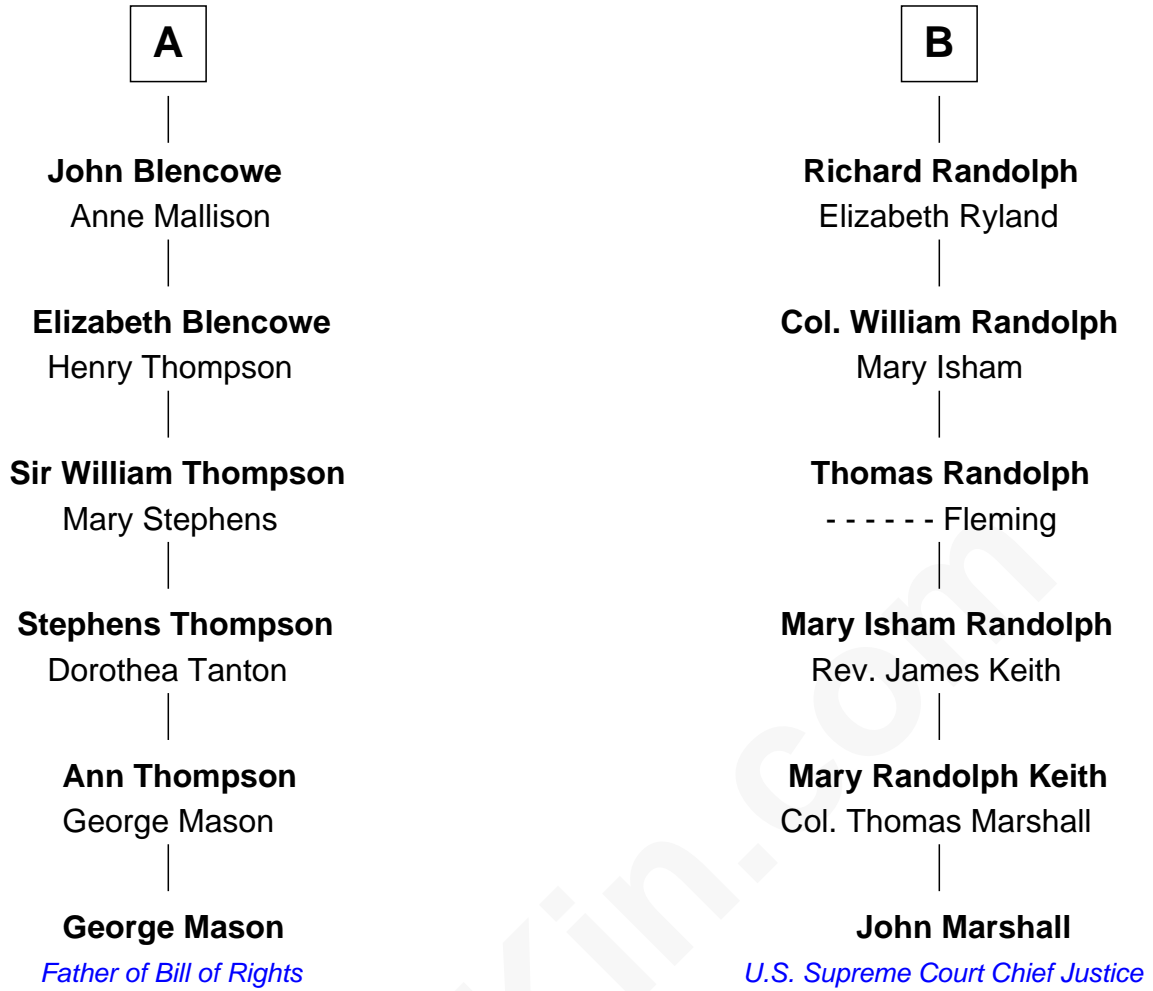 A
John Blencowe
Anne Mallison
Elizabeth Blencowe
Henry Thompson
Sir William Thompson
Mary Stephens
Stephens Thompson
Dorothea Tanton
Ann Thompson
George Mason
George Mason
Father of Bill of Rights
B
Richard Randolph
Elizabeth Ryland
Col. William Randolph
Mary Isham
Thomas Randolph
- - - - - - Fleming
Mary Isham Randolph
Rev. James Keith
Mary Randolph Keith
Col. Thomas Marshall
John Marshall
U.S. Supreme Court Chief Justice
Kin.com